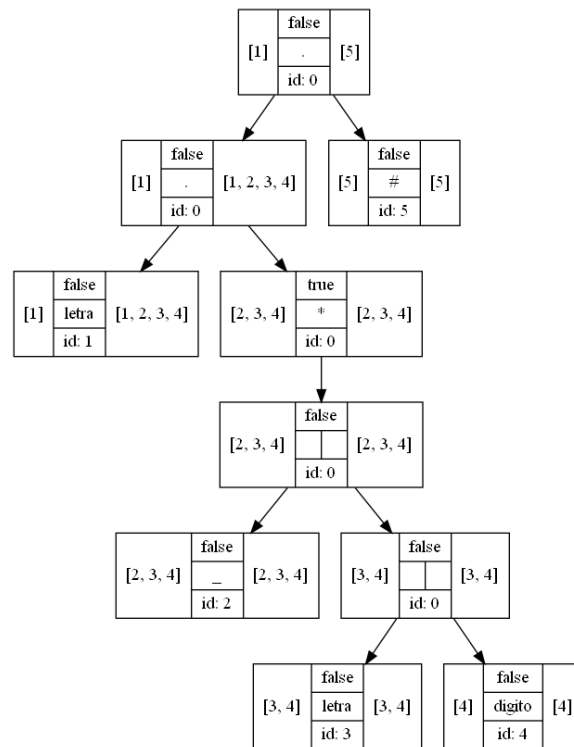 false
[1] . [5]
id: 0
false
[1] . [1, 2, 3, 4]
id: 0
false
[5] # [5]
id: 5
false
[1] letra [1, 2, 3, 4]
id: 1
true
[2, 3, 4] * [2, 3, 4]
id: 0
false
[2, 3, 4] | [2, 3, 4]
id: 0
false
[2, 3, 4] _ [2, 3, 4]
id: 2
false
[3, 4] | [3, 4]
id: 0
false
[3, 4] letra [3, 4]
id: 3
false
[4] digito [4]
id: 4